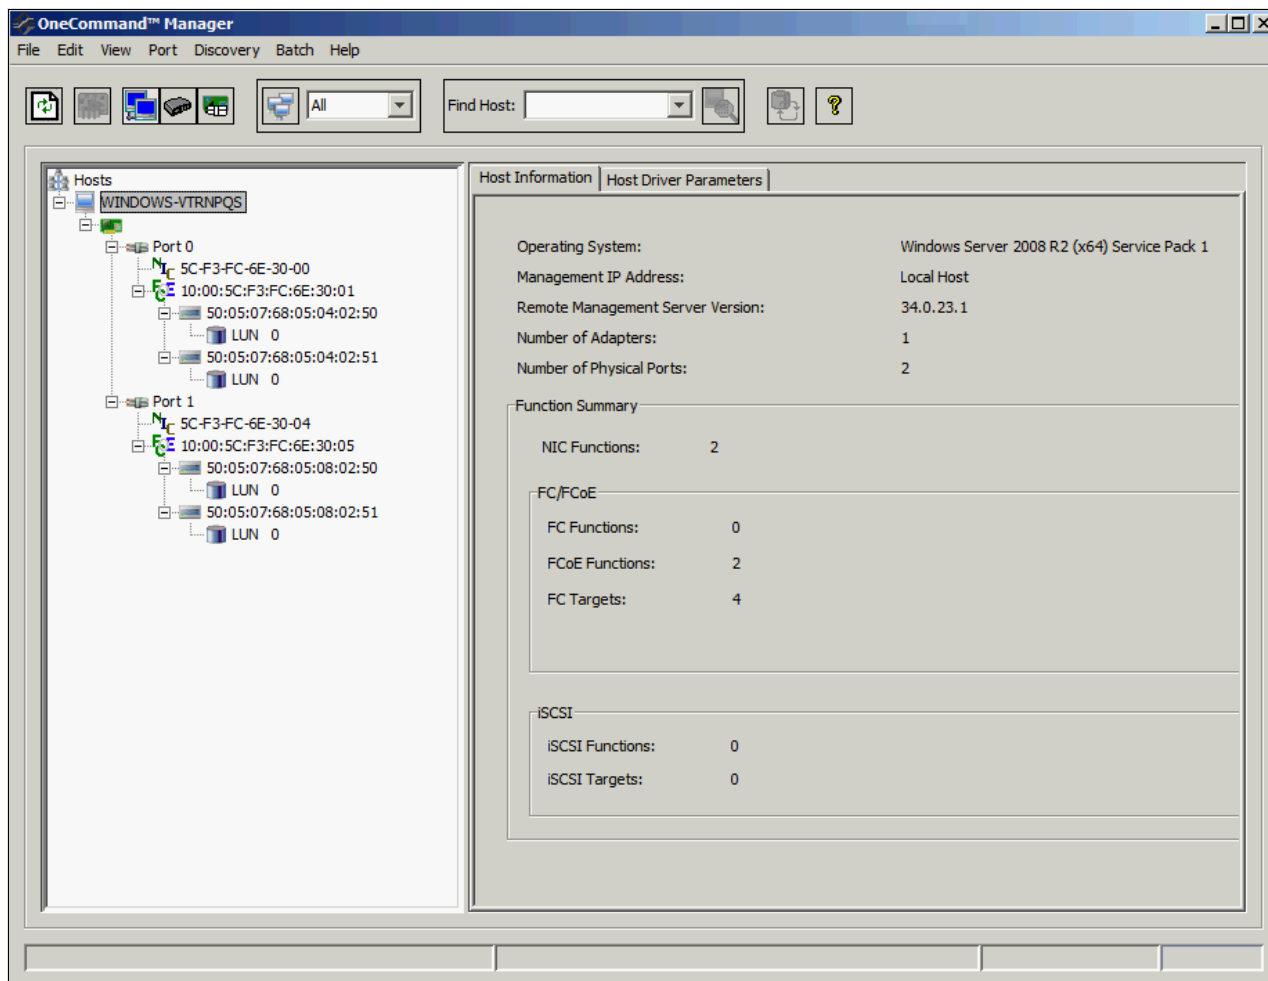 OneCommand™ Manager
File Edit View Port Discovery Batch Help
All Find Host:
Hosts
WINDOWS-VTRNPQS
Port 0
NIC 5C-F3-FC-6E-30-00
FCoE 10:00:5C:F3:FC:6E:30:01
50:05:07:68:05:04:02:50
LUN 0
50:05:07:68:05:04:02:51
LUN 0
Port 1
NIC 5C-F3-FC-6E-30-04
FCoE 10:00:5C:F3:FC:6E:30:05
50:05:07:68:05:08:02:50
LUN 0
50:05:07:68:05:08:02:51
LUN 0
Host Information Host Driver Parameters
Operating System: Windows Server 2008 R2 (x64) Service Pack 1
Management IP Address: Local Host
Remote Management Server Version: 34.0.23.1
Number of Adapters: 1
Number of Physical Ports: 2
Function Summary
NIC Functions: 2
FC/FCoE
FC Functions: 0
FCoE Functions: 2
FC Targets: 4
iSCSI
iSCSI Functions: 0
iSCSI Targets: 0